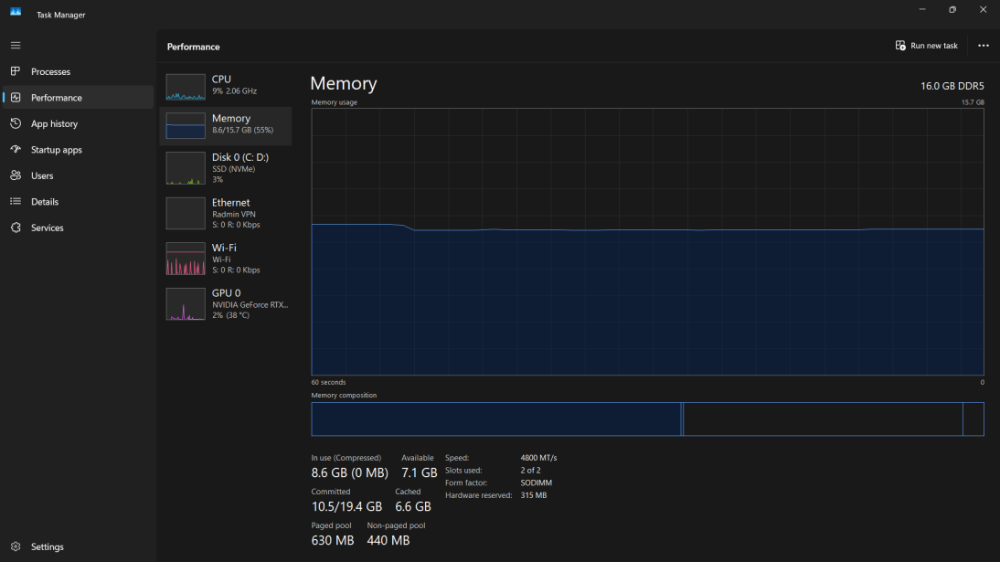 Task Manager
Processes
Performance
App history
Startup apps
Users
Details
Services
Settings
Performance
Run new task
CPU
9% 2.06 GHz
Memory
8.6/15.7 GB (55%)
Disk 0 (C: D:)
SSD (NVMe)
3%
Ethernet
Radmin VPN
S: 0 R: 0 Kbps
Wi-Fi
Wi-Fi
S: 0 R: 0 Kbps
GPU 0
NVIDIA GeForce RTX...
2% (38 °C)
Memory 16.0 GB DDR5
Memory usage 15.7 GB
60 seconds 0
Memory composition
In use (Compressed) Available
8.6 GB (0 MB) 7.1 GB
Committed Cached
10.5/19.4 GB 6.6 GB
Paged pool Non-paged pool
630 MB 440 MB
Speed: 4800 MT/s
Slots used: 2 of 2
Form factor: SODIMM
Hardware reserved: 315 MB